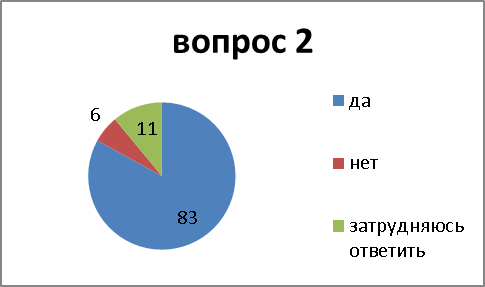 вопрос 2
6
11
83
да
нет
затрудняюсь
ответить